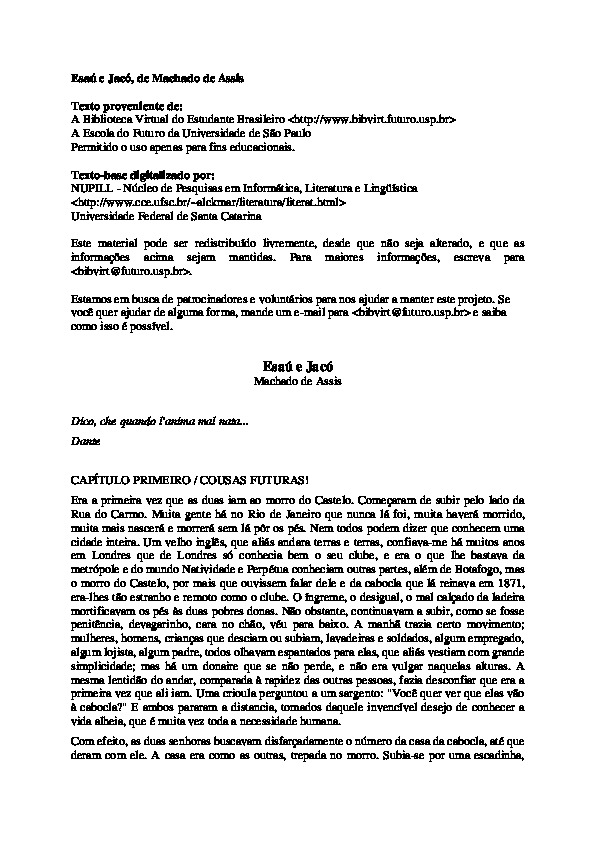 Esaú e Jacó, de Machado de Assis
Texto proveniente de:
A Biblioteca Virtual do Estudante Brasileiro <http://www.bibvirt.futuro.usp.br>
A Escola do Futuro da Universidade de São Paulo
Permitido o uso apenas para fins educacionais.
Texto-base digitalizado por:
NUPILL - Núcleo de Pesquisas em Informática, Literatura e Lingüística
<http://www.cce.ufsc.br/~alckmar/literatura/literat.html>
Universidade Federal de Santa Catarina
Este material pode ser redistribuído livremente, desde que não seja alterado, e que as
informações acima sejam mantidas. Para maiores informações, escreva para
<bibvirt@futuro.usp.br>.
Estamos em busca de patrocinadores e voluntários para nos ajudar a manter este projeto. Se
você quer ajudar de alguma forma, mande um e-mail para <bibvirt@futuro.usp.br> e saiba
como isso é possível.
Esaú e Jacó
Machado de Assis
Dico, che quando l'anima mal nata...
Dante
CAPÍTULO PRIMEIRO / COUSAS FUTURAS!
Era a primeira vez que as duas iam ao morro do Castelo. Começaram de subir pelo lado da
Rua do Carmo. Muita gente há no Rio de Janeiro que nunca lá foi, muita haverá morrido,
muita mais nascerá e morrerá sem lá pôr os pés. Nem todos podem dizer que conhecem uma
cidade inteira. Um velho inglês, que aliás andara terras e terras, confiava-me há muitos anos
em Londres que de Londres só conhecia bem o seu clube, e era o que lhe bastava da
metrópole e do mundo Natividade e Perpétua conheciam outras partes, além de Botafogo, mas
o morro do Castelo, por mais que ouvissem falar dele e da cabocla que lá reinava em 1871,
era-lhes tão estranho e remoto como o clube. O íngreme, o desigual, o mal calçado da ladeira
mortificavam os pés às duas pobres donas. Não obstante, continuavam a subir, como se fosse
penitência, devagarinho, cara no chão, véu para baixo. A manhã trazia certo movimento;
mulheres, homens, crianças que desciam ou subiam, lavadeiras e soldados, algum empregado,
algum lojista, algum padre, todos olhavam espantados para elas, que aliás vestiam com grande
simplicidade; mas há um donaire que se não perde, e não era vulgar naquelas alturas. A
mesma lentidão do andar, comparada à rapidez das outras pessoas, fazia desconfiar que era a
primeira vez que ali iam. Uma crioula perguntou a um sargento: "Você quer ver que elas vão
à cabocla?" E ambos pararam a distancia, tomados daquele invencível desejo de conhecer a
vida alheia, que é muita vez toda a necessidade humana.
Com efeito, as duas senhoras buscavam disfarçadamente o número da casa da cabocla, até que
deram com ele. A casa era como as outras, trepada no morro. Subia-se por uma escadinha,